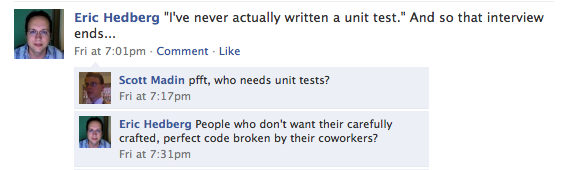 Eric Hedberg "I've never actually written a unit test." And so that interview
ends...
Fri at 7:01pm · Comment · Like
Scott Madin pfft, who needs unit tests?
Fri at 7:17pm
Eric Hedberg People who don't want their carefully
crafted, perfect code broken by their coworkers?
Fri at 7:31pm